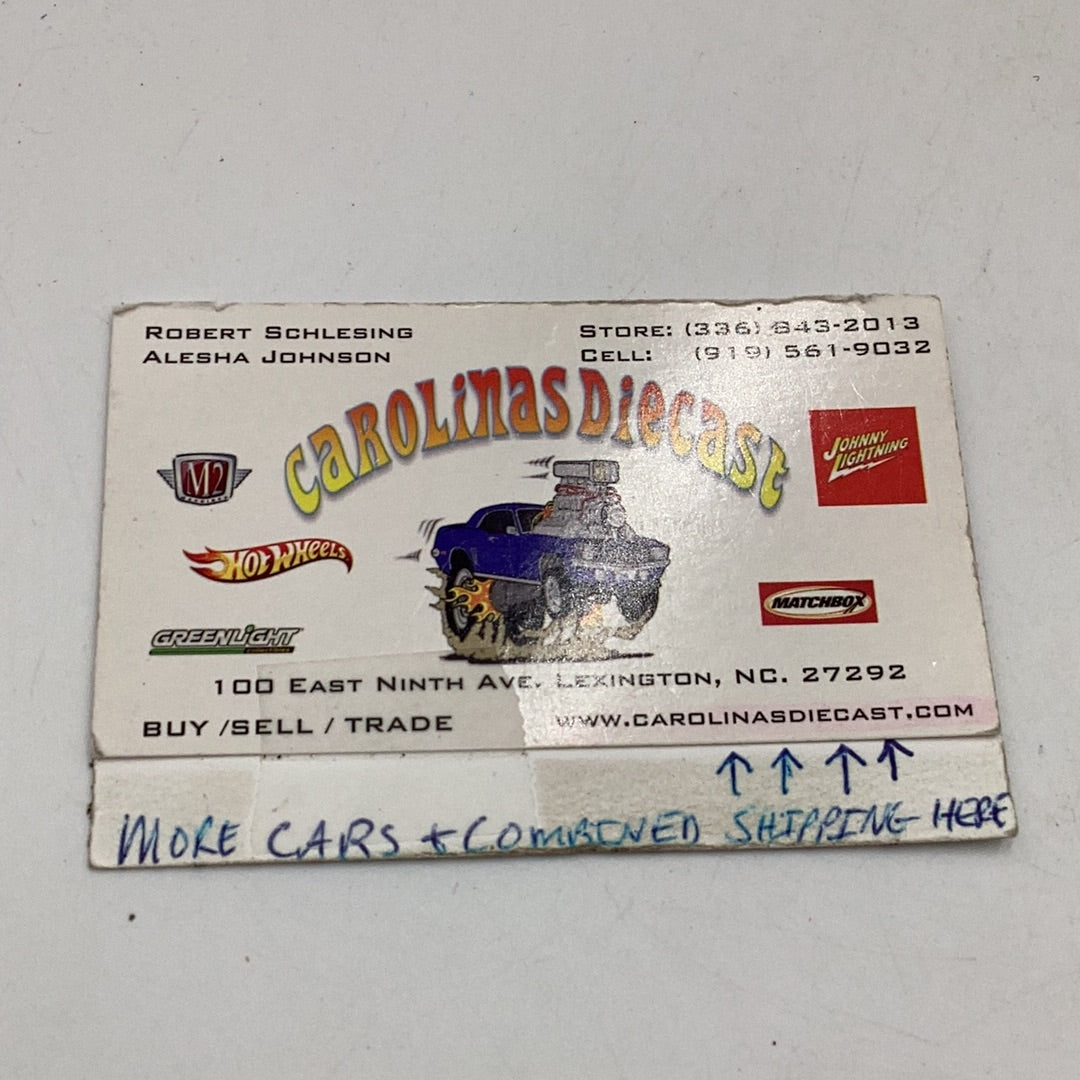 ROBERT SCHLESING
ALESHA JOHNSON
STORE: (336) 843-2013
CELL: (919) 561-9032
CAROLINAS DIECAST
M2
HOT WHEELS
GREENLIGHT
JOHNNY
LIGHTNING
MATCHBOX
100 EAST NINTH AVE. LEXINGTON, NC. 27292
BUY /SELL / TRADE
WWW.CAROLINASDIECAST.COM
MORE CARS + COMBINED SHIPPING HERE